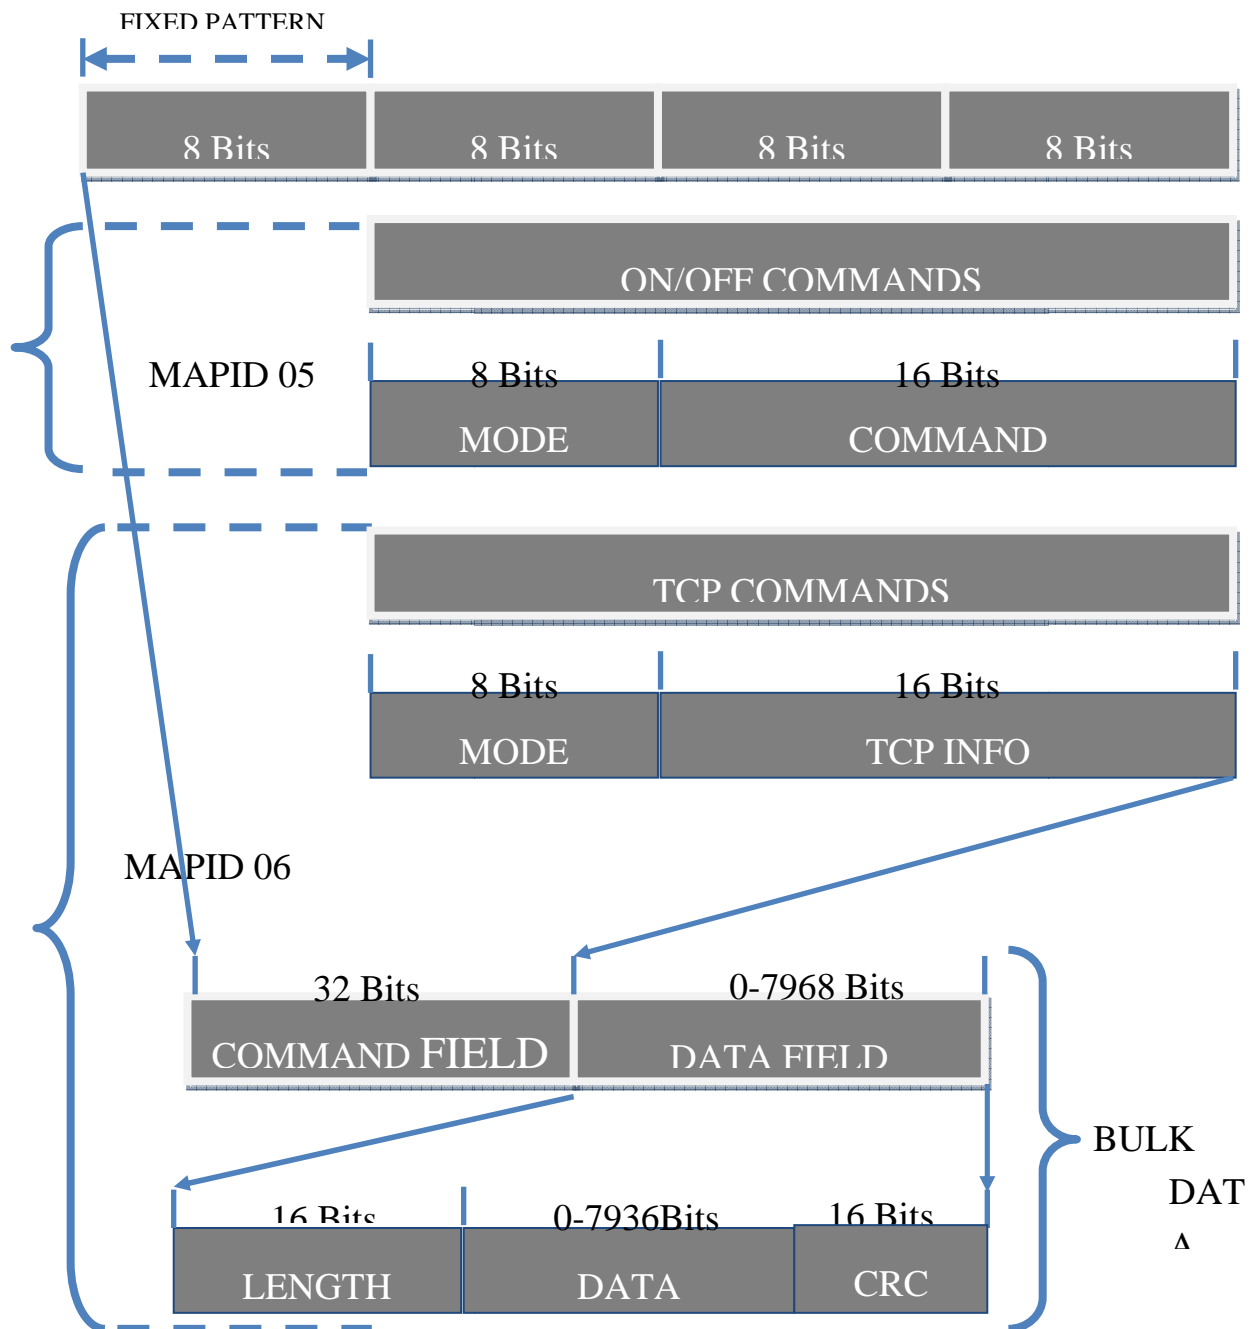 FIXED PATTERN
8 Bits 8 Bits 8 Bits 8 Bits
ON/OFF COMMANDS
MAPID 05
8 Bits 16 Bits
MODE COMMAND
TCP COMMANDS
8 Bits 16 Bits
MODE TCP INFO
MAPID 06
32 Bits 0-7968 Bits
COMMAND FIELD DATA FIELD
BULK
DAT
A
16 Bits 0-7936Bits 16 Bits
LENGTH DATA CRC